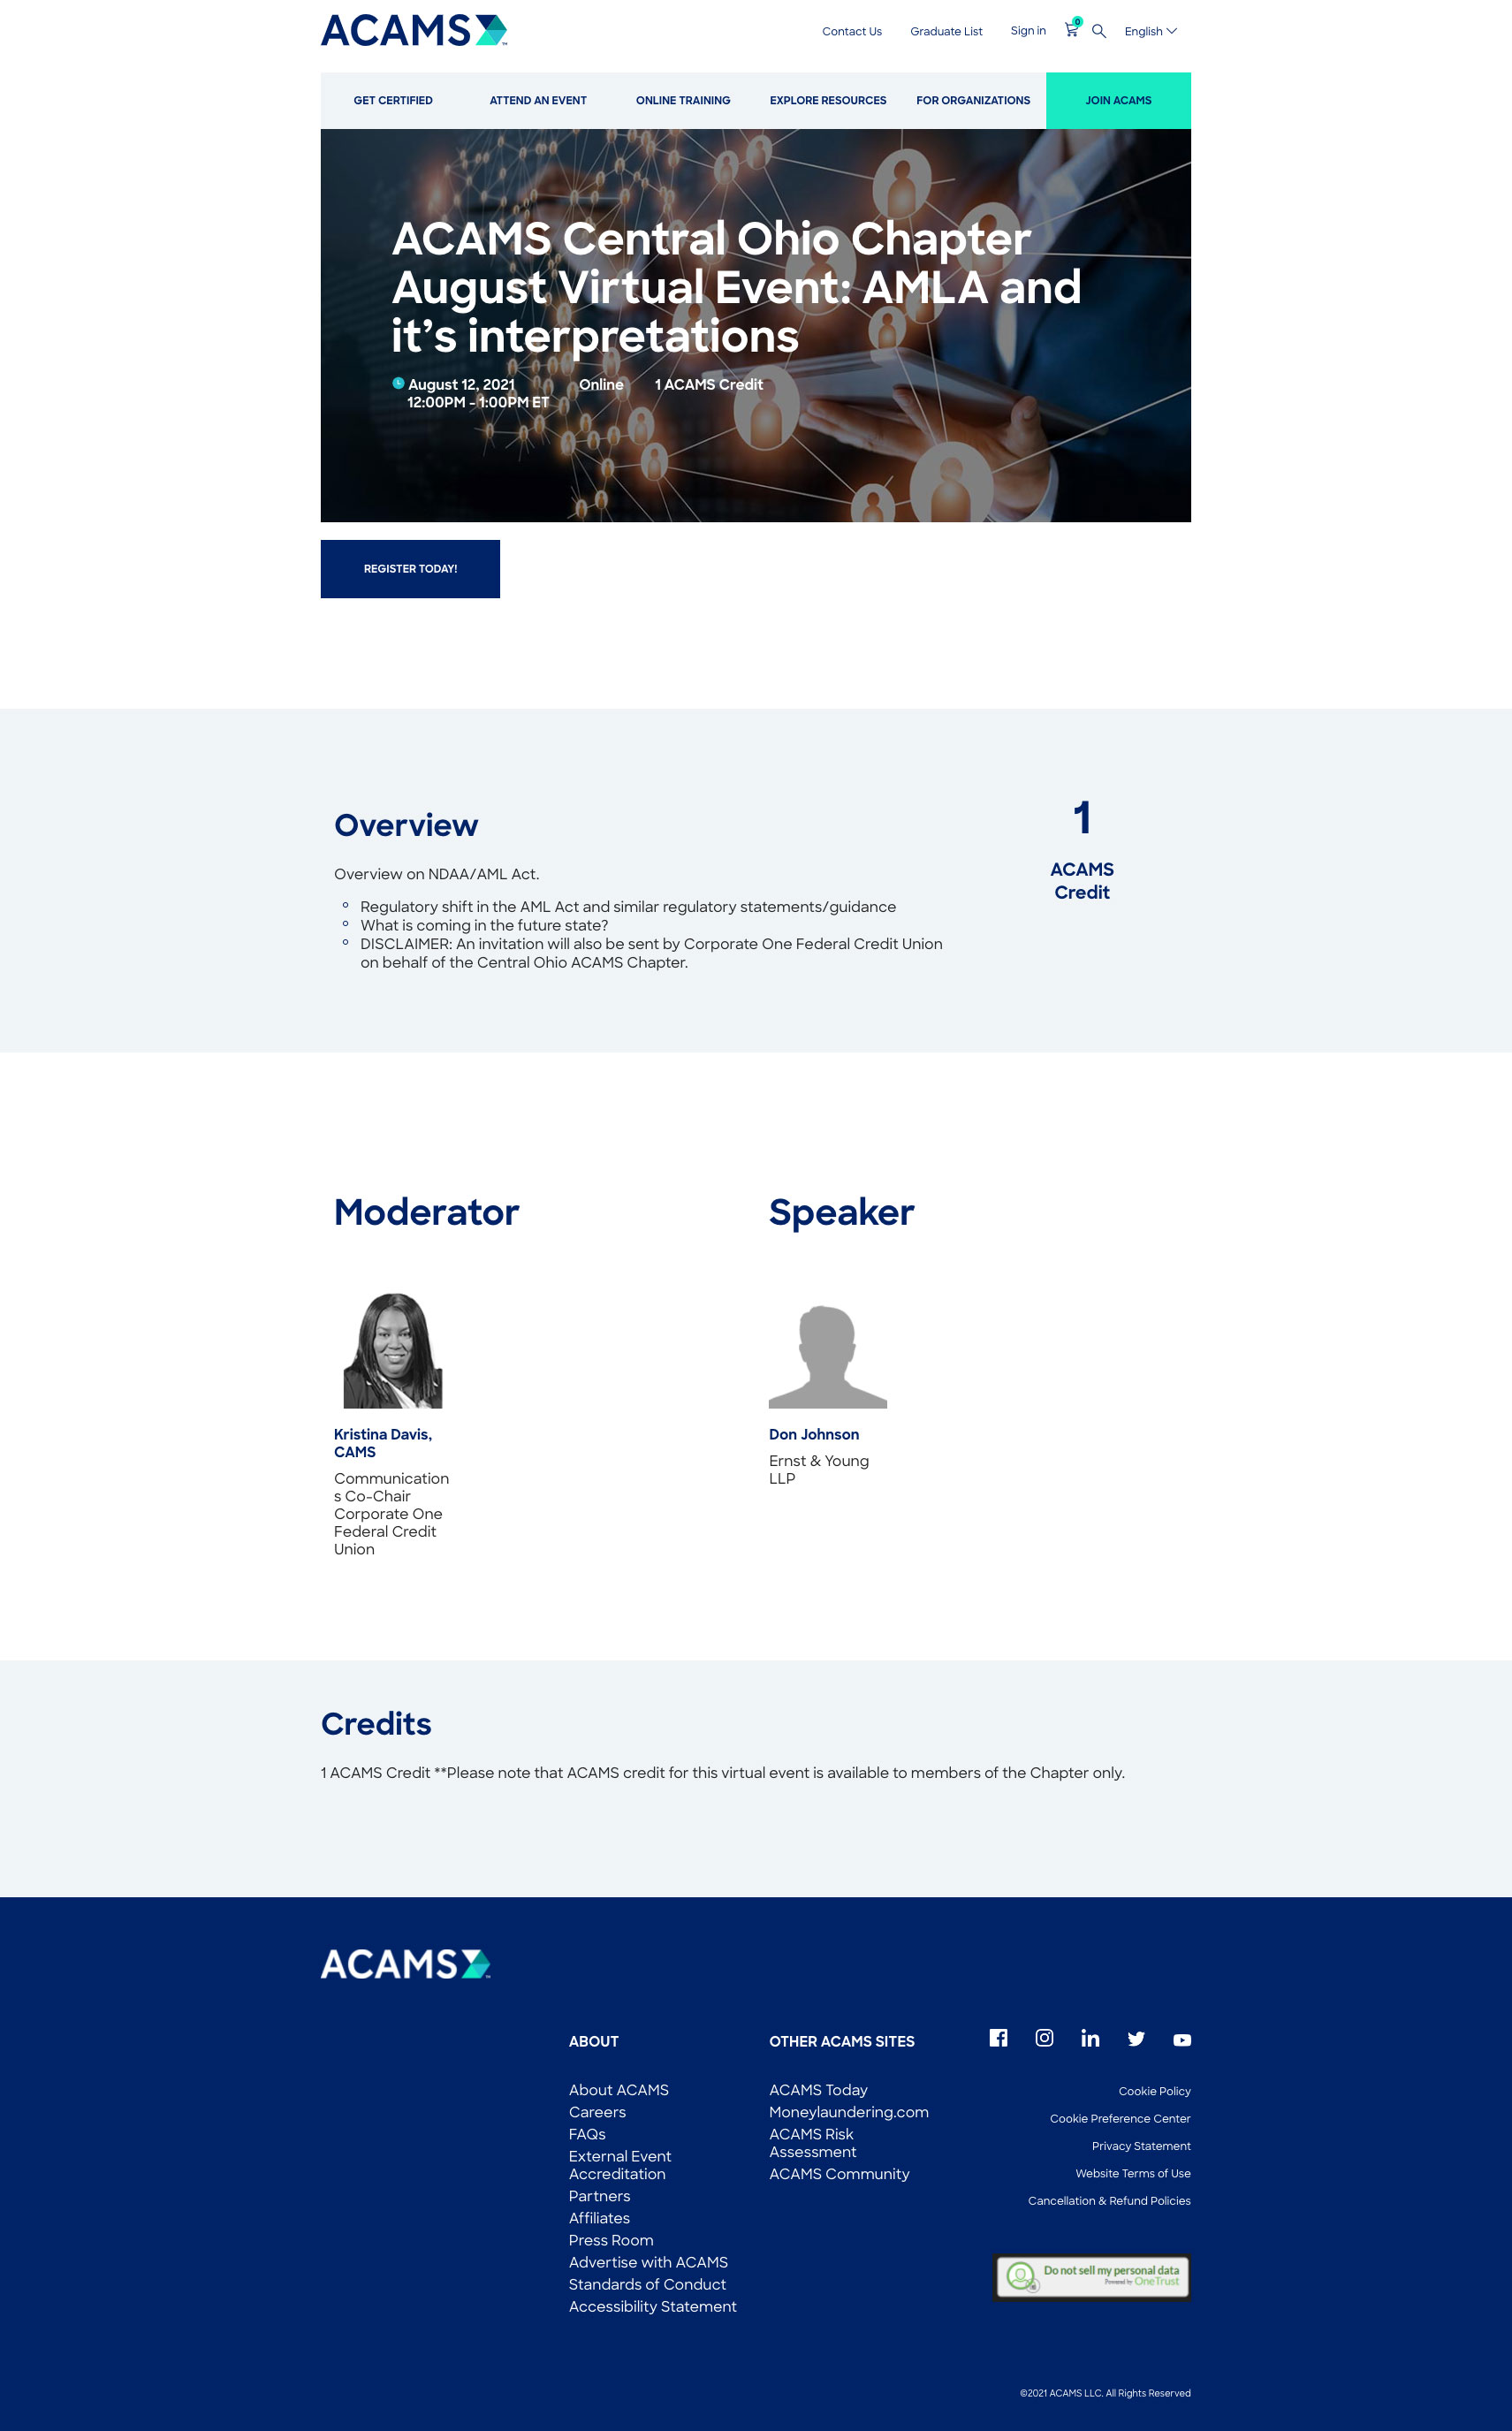 ACAMS
Contact Us
Graduate List
Sign in
0
English
GET CERTIFIED
ATTEND AN EVENT
ONLINE TRAINING
EXPLORE RESOURCES
FOR ORGANIZATIONS
JOIN ACAMS
ACAMS Central Ohio Chapter
August Virtual Event: AMLA and
it’s interpretations
August 12, 2021
12:00PM - 1:00PM ET
Online
1 ACAMS Credit
REGISTER TODAY!
Overview
Overview on NDAA/AML Act.
Regulatory shift in the AML Act and similar regulatory statements/guidance
What is coming in the future state?
DISCLAIMER: An invitation will also be sent by Corporate One Federal Credit Union
on behalf of the Central Ohio ACAMS Chapter.
1
ACAMS
Credit
Moderator
Kristina Davis,
CAMS
Communication
s Co-Chair
Corporate One
Federal Credit
Union
Speaker
Don Johnson
Ernst & Young
LLP
Credits
1 ACAMS Credit **Please note that ACAMS credit for this virtual event is available to members of the Chapter only.
ACAMS
ABOUT
About ACAMS
Careers
FAQs
External Event
Accreditation
Partners
Affiliates
Press Room
Advertise with ACAMS
Standards of Conduct
Accessibility Statement
OTHER ACAMS SITES
ACAMS Today
Moneylaundering.com
ACAMS Risk
Assessment
ACAMS Community
Cookie Policy
Cookie Preference Center
Privacy Statement
Website Terms of Use
Cancellation & Refund Policies
Do not sell my personal data
Powered by OneTrust
©2021 ACAMS LLC. All Rights Reserved